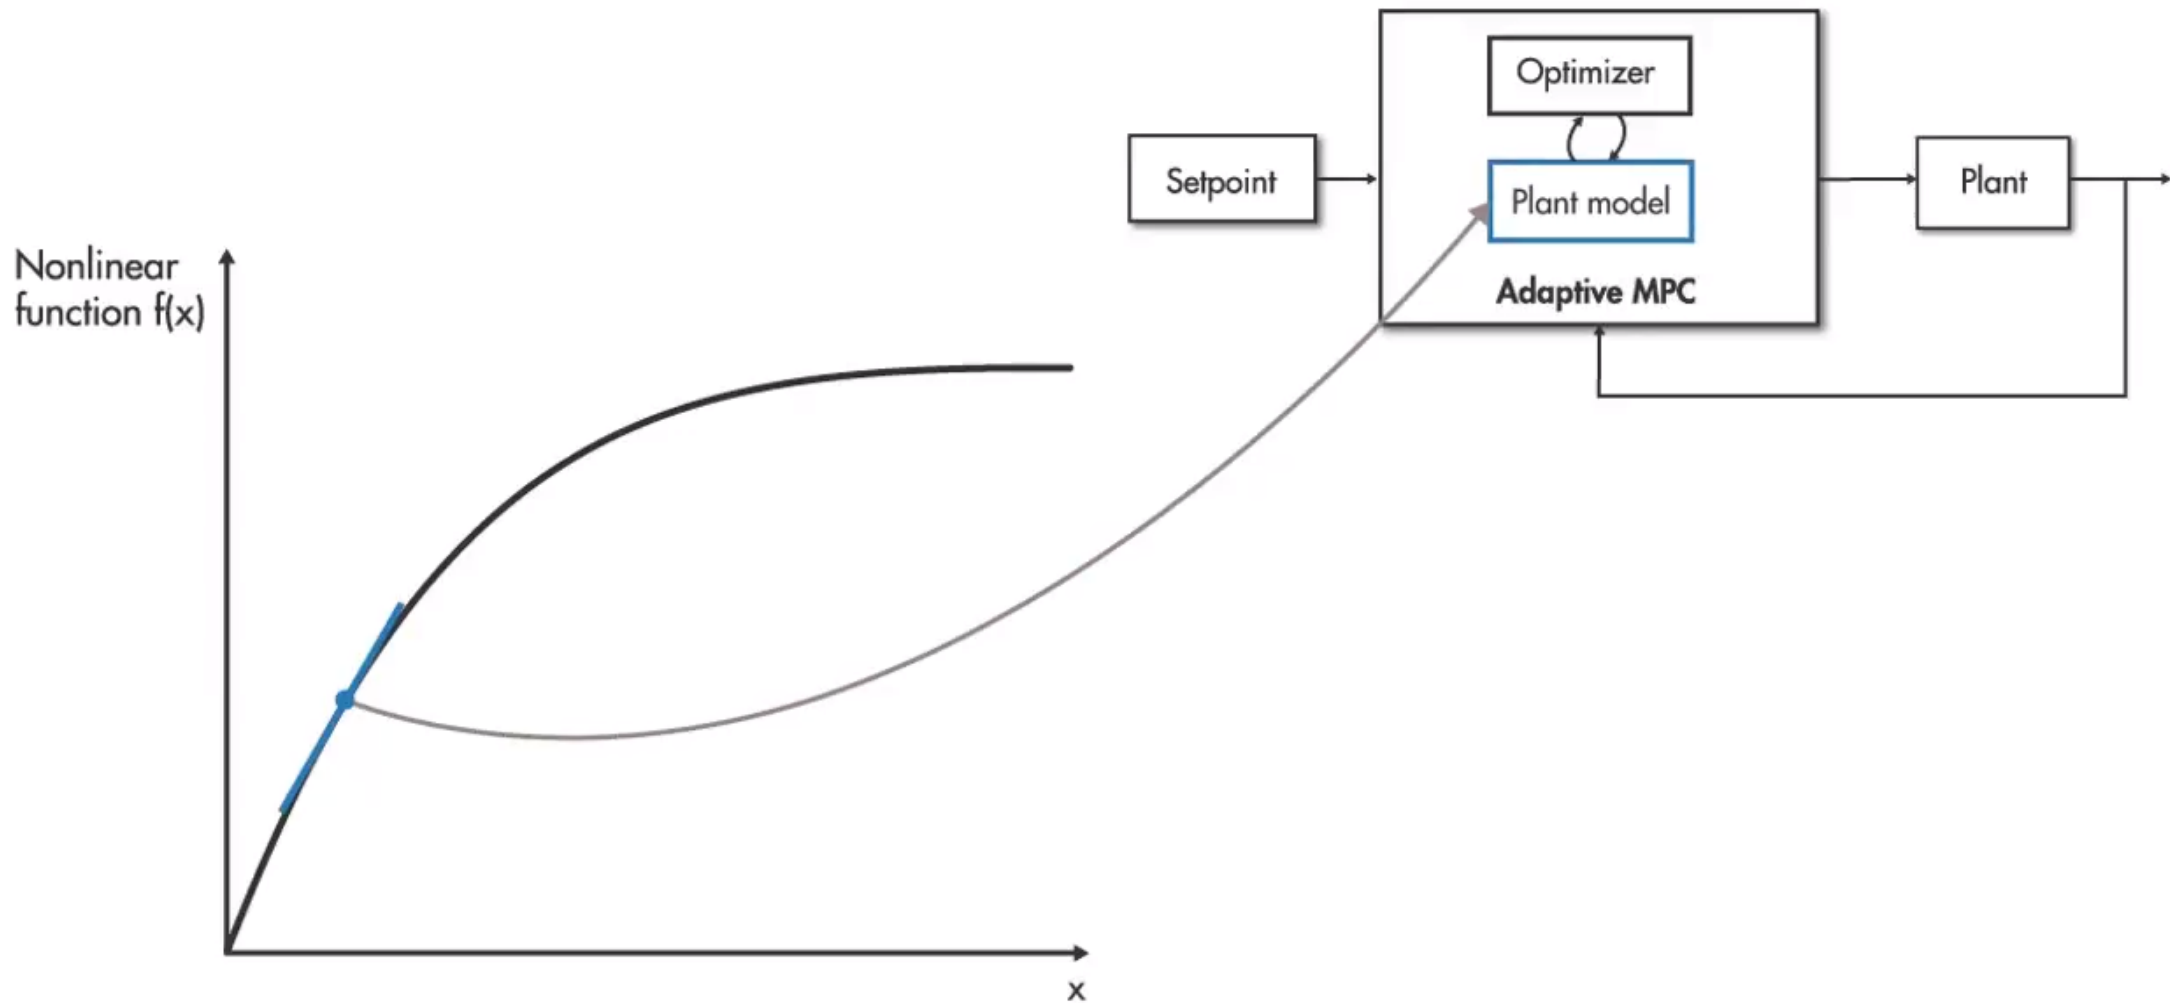 Optimizer
Setpoint
Plant model
Plant
Adaptive MPC
Nonlinear
function f(x)
x